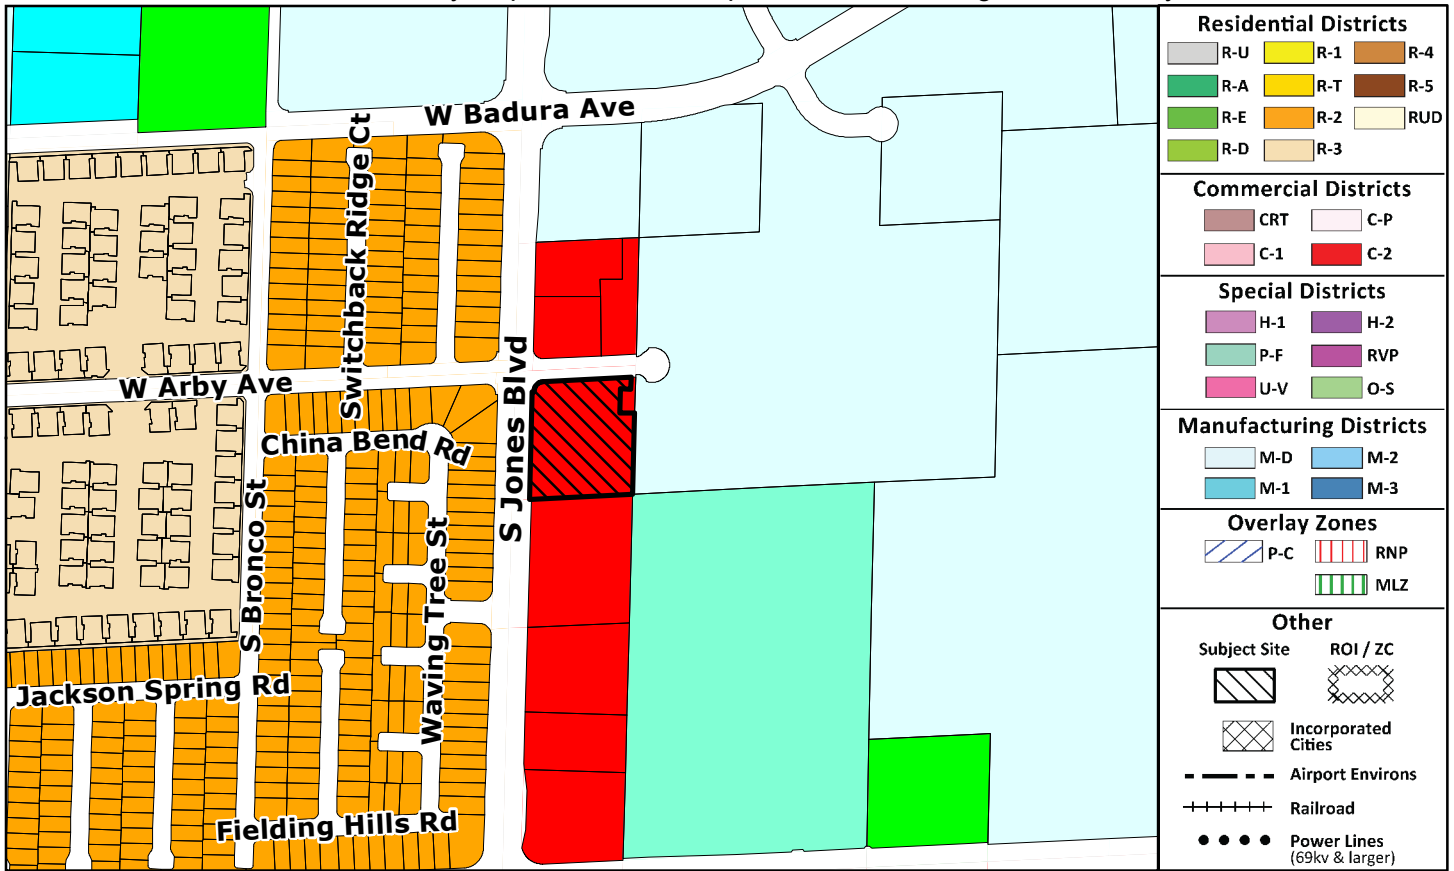 W Badura Ave
Switchback Ridge Ct
W Arby Ave
S Jones Blvd
China Bend Rd
S Bronco St
Waving Tree St
Jackson Spring Rd
Fielding Hills Rd
Residential Districts
R-U R-1 R-4
R-A R-T R-5
R-E R-2 RUD
R-D R-3
Commercial Districts
CRT C-P
C-1 C-2
Special Districts
H-1 H-2
P-F RVP
U-V O-S
Manufacturing Districts
M-D M-2
M-1 M-3
Overlay Zones
P-C RNP
MLZ
Other
Subject Site ROI / ZC
Incorporated
Cities
Airport Environs
Railroad
Power Lines
(69kv & larger)